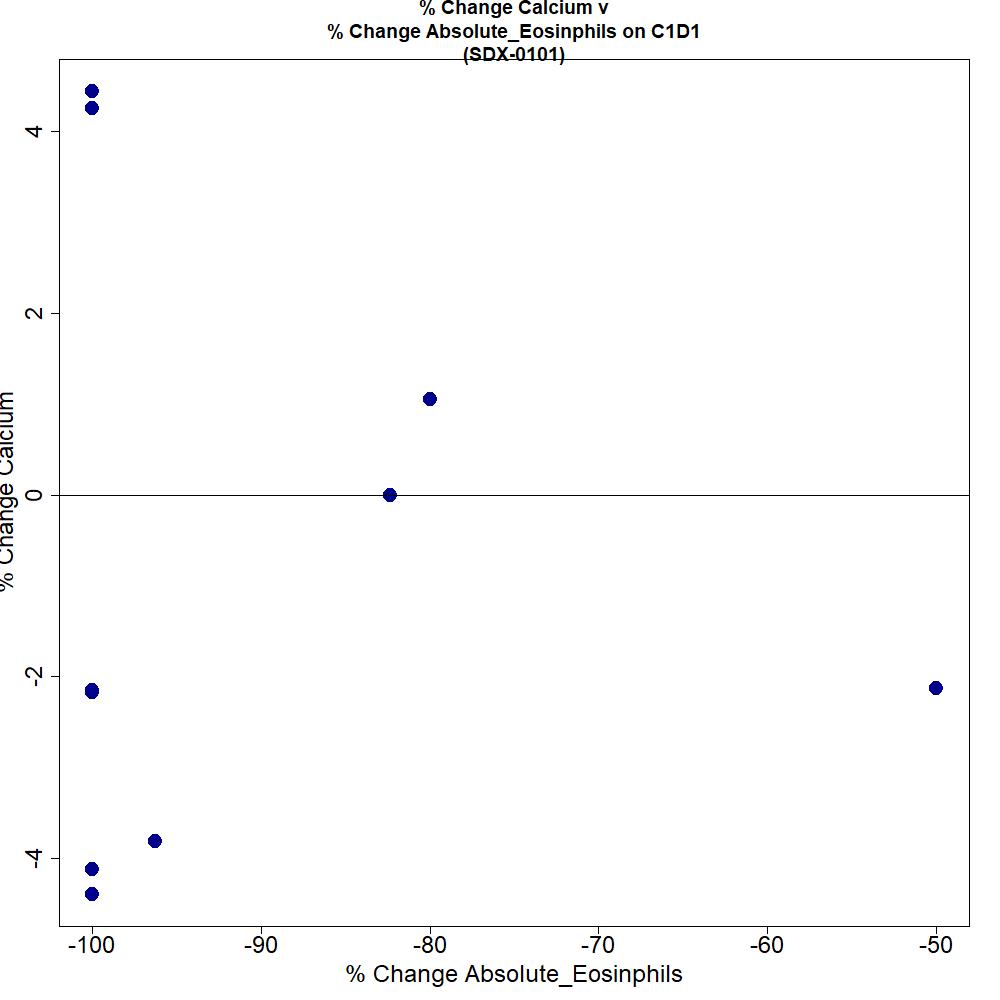 % Change Calcium v
% Change Absolute_Eosinphils on C1D1
(SDX-0101)
% Change Calcium
4
2
0
-2
-4
-100
-90
-80
-70
-60
-50
% Change Absolute_Eosinphils